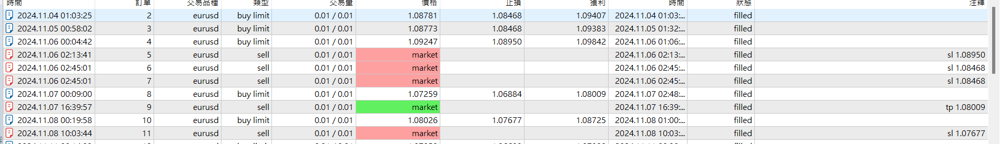 時間 訂單 交易品種 類型 交易量 價格 止損 獲利 時間 狀態 注釋
2024.11.04 01:03:25 2 eurusd buy limit 0.01 / 0.01 1.08781 1.08468 1.09407 2024.11.04 01:03:... filled
2024.11.05 00:58:02 3 eurusd buy limit 0.01 / 0.01 1.08773 1.08468 1.09383 2024.11.05 01:32:... filled
2024.11.06 00:04:42 4 eurusd buy limit 0.01 / 0.01 1.09247 1.08950 1.09842 2024.11.06 01:06:... filled
2024.11.06 02:13:41 5 eurusd sell 0.01 / 0.01 market 2024.11.06 02:13:... filled sl 1.08950
2024.11.06 02:45:01 6 eurusd sell 0.01 / 0.01 market 2024.11.06 02:45:... filled sl 1.08468
2024.11.06 02:45:01 7 eurusd sell 0.01 / 0.01 market 2024.11.06 02:45:... filled sl 1.08468
2024.11.07 00:09:00 8 eurusd buy limit 0.01 / 0.01 1.07259 1.06884 1.08009 2024.11.07 02:48:... filled
2024.11.07 16:39:57 9 eurusd sell 0.01 / 0.01 market 2024.11.07 16:39:... filled tp 1.08009
2024.11.08 00:19:58 10 eurusd buy limit 0.01 / 0.01 1.08026 1.07677 1.08725 2024.11.08 01:00:... filled
2024.11.08 10:03:44 11 eurusd sell 0.01 / 0.01 market 2024.11.08 10:03:... filled sl 1.07677